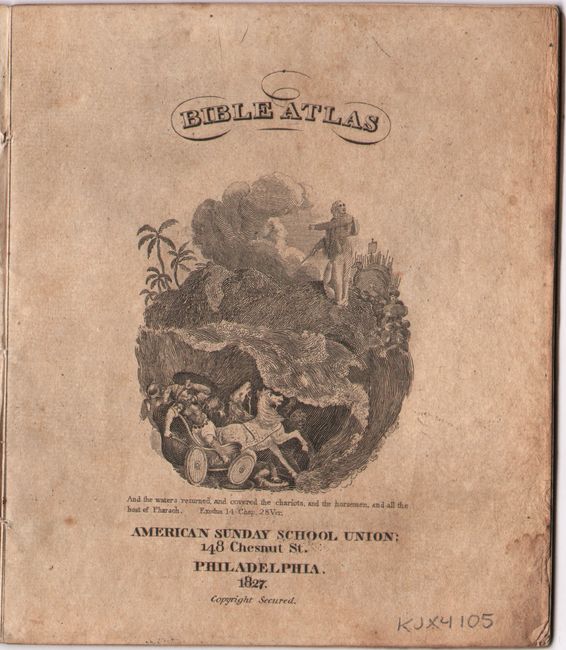 BIBLE ATLAS
And the waters returned, and covered the chariots, and the horsemen, and all the
host of Pharaoh. Exodus 14 Chap. 28 Ver.
AMERICAN SUNDAY SCHOOL UNION;
148 Chesnut St.
PHILADELPHIA.
1827.
Copyright Secured.
KJX4105